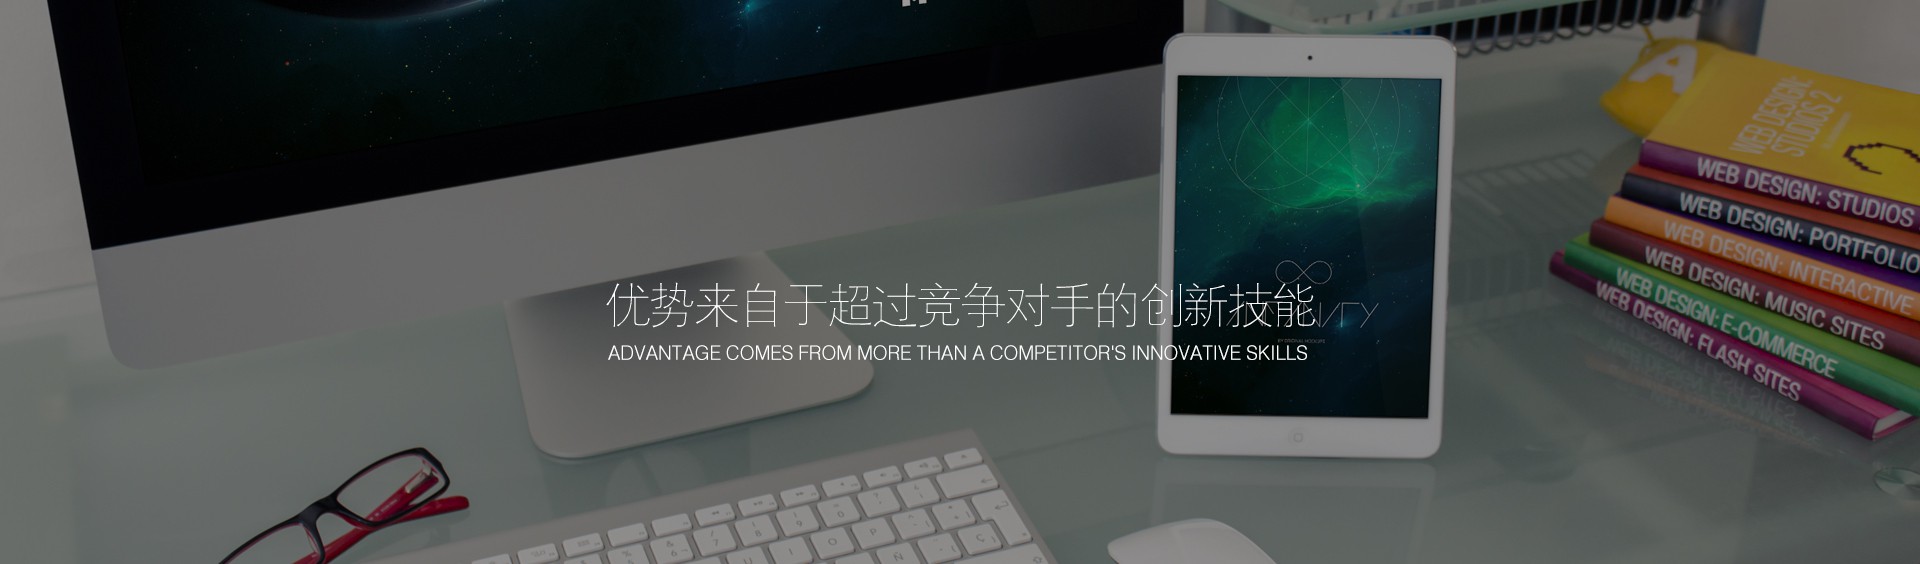 优势来自于超过竞争对手的创新技能
ADVANTAGE COMES FROM MORE THAN A COMPETITOR'S INNOVATIVE SKILLS
A
WEB DESIGN:
STUDIOS 2
WEB DESIGN: STUDIOS
WEB DESIGN: PORTFOLIO
WEB DESIGN: INTERACTIVE
WEB DESIGN: MUSIC SITES
WEB DESIGN: E-COMMERCE
WEB DESIGN: FLASH SITES